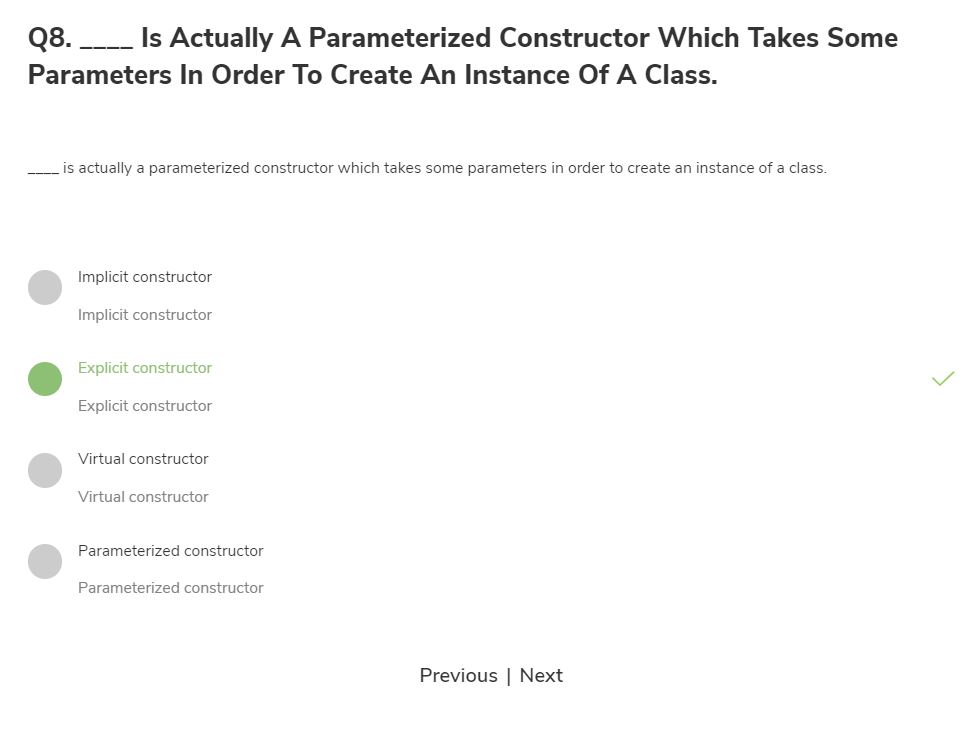 Q8. ____ Is Actually A Parameterized Constructor Which Takes Some
Parameters In Order To Create An Instance Of A Class.
____ is actually a parameterized constructor which takes some parameters in order to create an instance of a class.
Implicit constructor
Implicit constructor
Explicit constructor
Explicit constructor
Virtual constructor
Virtual constructor
Parameterized constructor
Parameterized constructor
Previous | Next